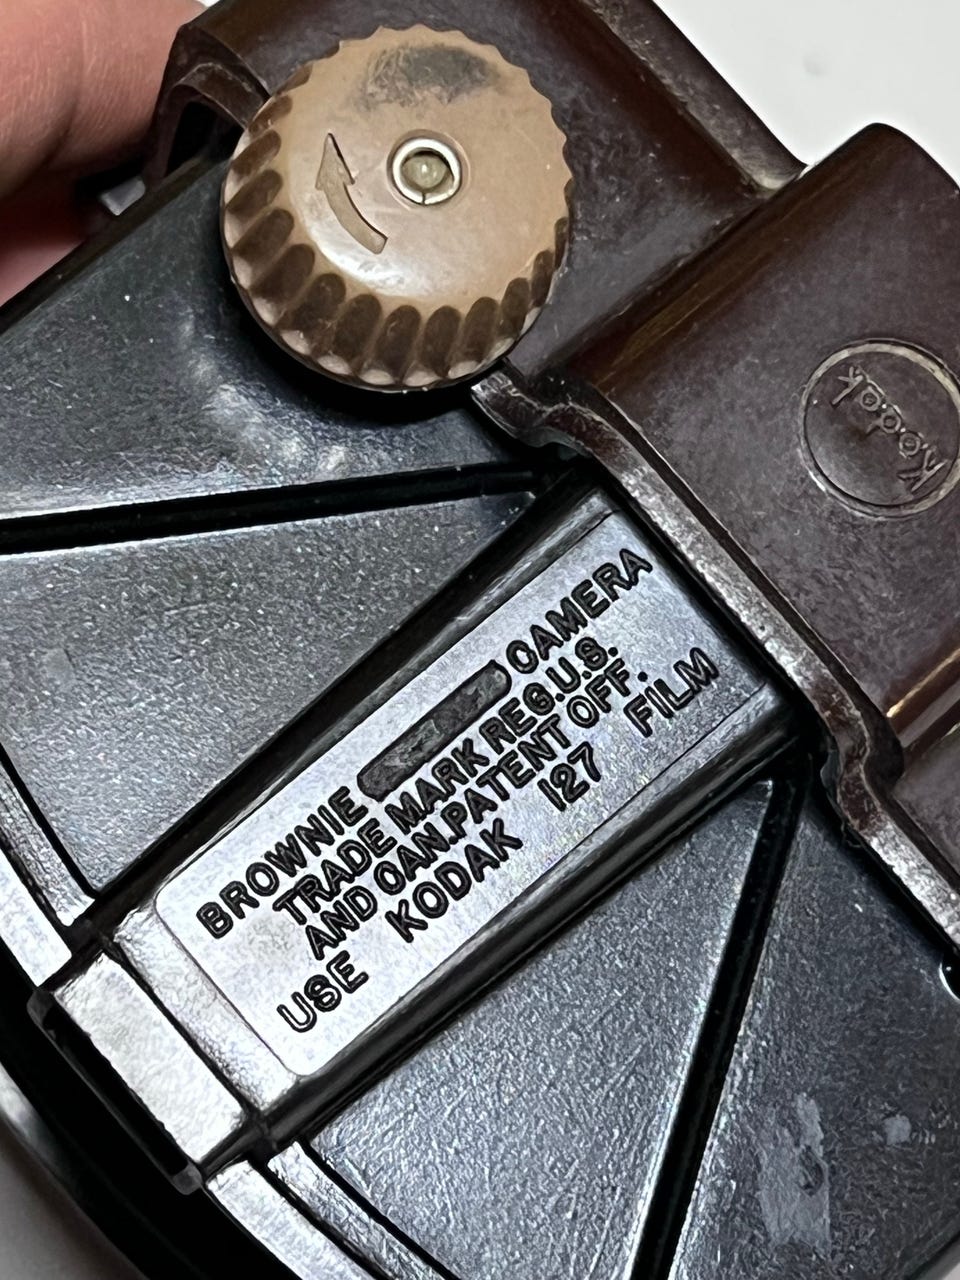 Kodak
BROWNIE CAMERA
TRADE MARK REG.U.S.
AND CAN.PATENT OFF.
USE KODAK 127 FILM